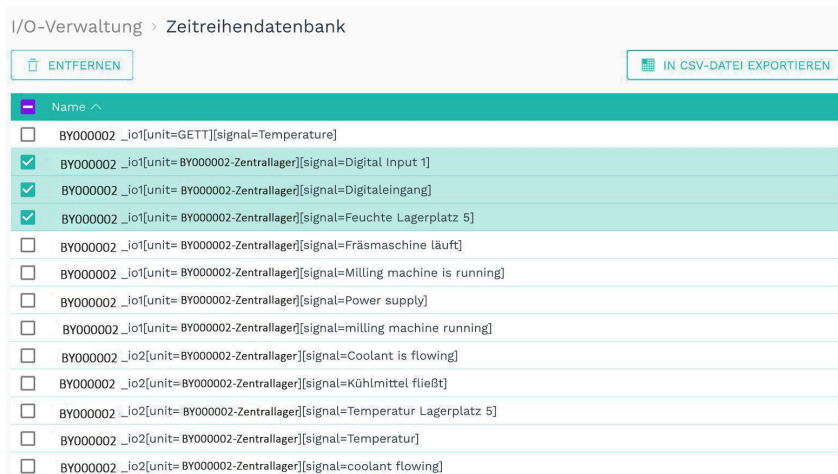 I/O-Verwaltung > Zeitreihendatenbank
ENTFERNEN
IN CSV-DATEI EXPORTIEREN
Name
BY000002 _io1[unit=GETT][signal=Temperature]
BY000002 _io1[unit= BY000002-Zentrallager][signal=Digital Input 1]
BY000002 _io1[unit= BY000002-Zentrallager][signal=Digitaleingang]
BY000002 _io1[unit= BY000002-Zentrallager][signal=Feuchte Lagerplatz 5]
BY000002 _io1[unit= BY000002-Zentrallager][signal=Fräsmaschine läuft]
BY000002 _io1[unit= BY000002-Zentrallager][signal=Milling machine is running]
BY000002 _io1[unit= BY000002-Zentrallager][signal=Power supply]
BY000002 _io1[unit= BY000002-Zentrallager][signal=milling machine running]
BY000002 _io2[unit= BY000002-Zentrallager][signal=Coolant is flowing]
BY000002 _io2[unit= BY000002-Zentrallager][signal=Kühlmittel fließt]
BY000002 _io2[unit= BY000002-Zentrallager][signal=Temperatur Lagerplatz 5]
BY000002 _io2[unit= BY000002-Zentrallager][signal=Temperatur]
BY000002 _io2[unit= BY000002-Zentrallager][signal=coolant flowing]